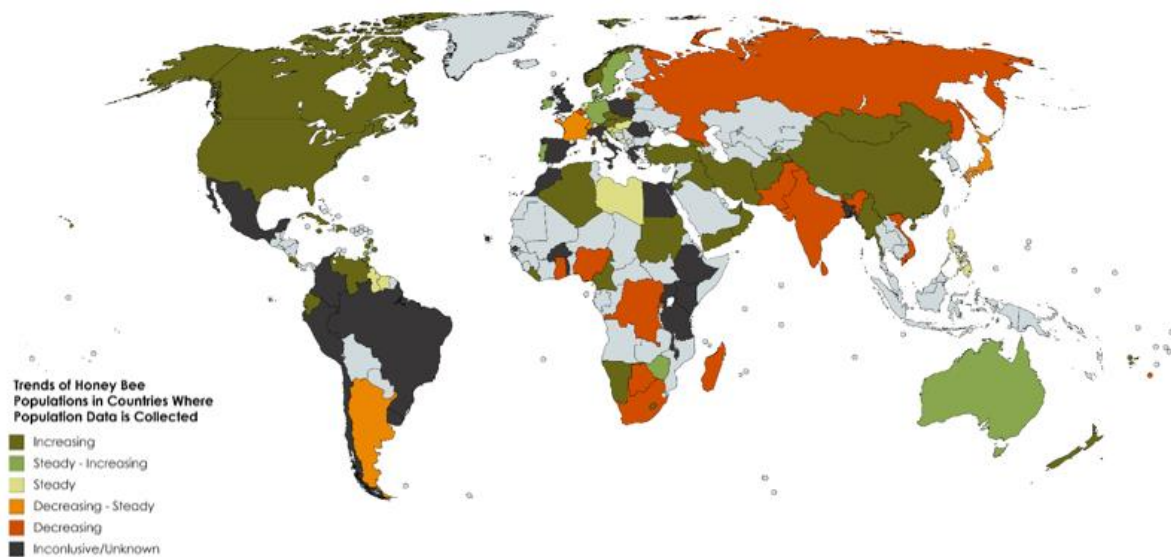 Trends of Honey Bee
Populations in Countries Where
Population Data is Collected
Increasing
Steady - Increasing
Steady
Decreasing - Steady
Decreasing
Inconlusive/Unknown